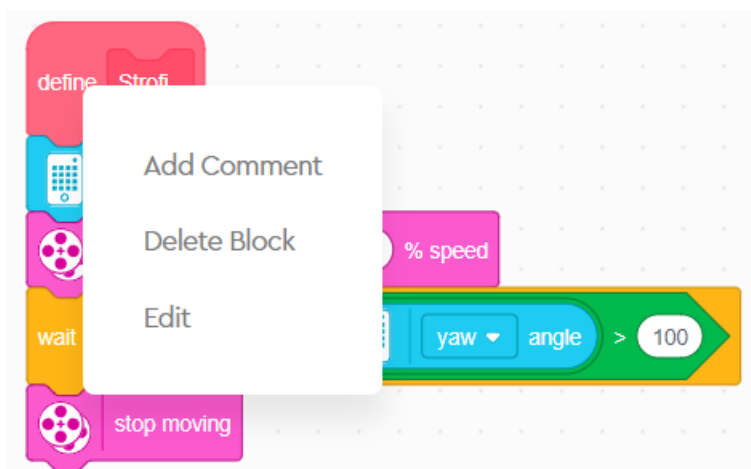 define Strofi
Add Comment
Delete Block
% speed
Edit
wait yaw angle > 100
stop moving